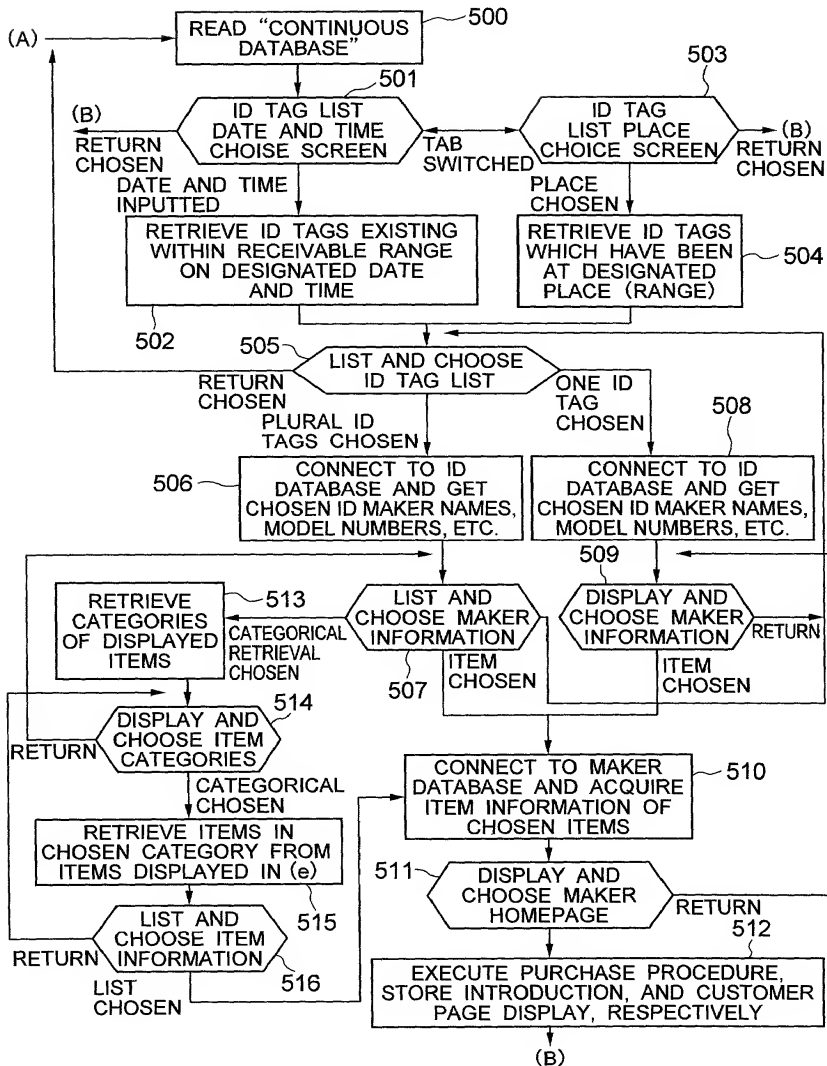 500
(A)
READ “CONTINUOUS
DATABASE”
501
503
(B)
RETURN
CHOSEN
ID TAG LIST
DATE AND TIME
CHOISE SCREEN
TAB
SWITCHED
ID TAG
LIST PLACE
CHOICE SCREEN
(B)
RETURN
CHOSEN
DATE AND TIME
INPUTTED
PLACE
CHOSEN
RETRIEVE ID TAGS EXISTING
WITHIN RECEIVABLE RANGE
ON DESIGNATED DATE
AND TIME
502
RETRIEVE ID TAGS
WHICH HAVE BEEN
AT DESIGNATED
PLACE (RANGE)
504
505
LIST AND CHOOSE
ID TAG LIST
RETURN
CHOSEN
PLURAL ID
TAGS CHOSEN
ONE ID
TAG
CHOSEN
508
506
CONNECT TO ID
DATABASE AND GET
CHOSEN ID MAKER NAMES,
MODEL NUMBERS, ETC.
CONNECT TO ID
DATABASE AND GET
CHOSEN ID MAKER NAMES,
MODEL NUMBERS, ETC.
509
513
RETRIEVE
CATEGORIES
OF DISPLAYED
ITEMS
CATEGORICAL
RETRIEVAL
CHOSEN
LIST AND
CHOOSE MAKER
INFORMATION
507
ITEM
CHOSEN
DISPLAY AND
CHOOSE MAKER
INFORMATION
RETURN
ITEM
CHOSEN
514
DISPLAY AND
CHOOSE ITEM
CATEGORIES
RETURN
CATEGORICAL
CHOSEN
CONNECT TO MAKER
DATABASE AND ACQUIRE
ITEM INFORMATION OF
CHOSEN ITEMS
510
RETRIEVE ITEMS IN
CHOSEN CATEGORY FROM
ITEMS DISPLAYED IN (e)
515
511
DISPLAY AND
CHOOSE MAKER
HOMEPAGE
RETURN
LIST AND
CHOOSE ITEM
INFORMATION
516
RETURN
LIST
CHOSEN
512
EXECUTE PURCHASE PROCEDURE,
STORE INTRODUCTION, AND CUSTOMER
PAGE DISPLAY, RESPECTIVELY
(B)